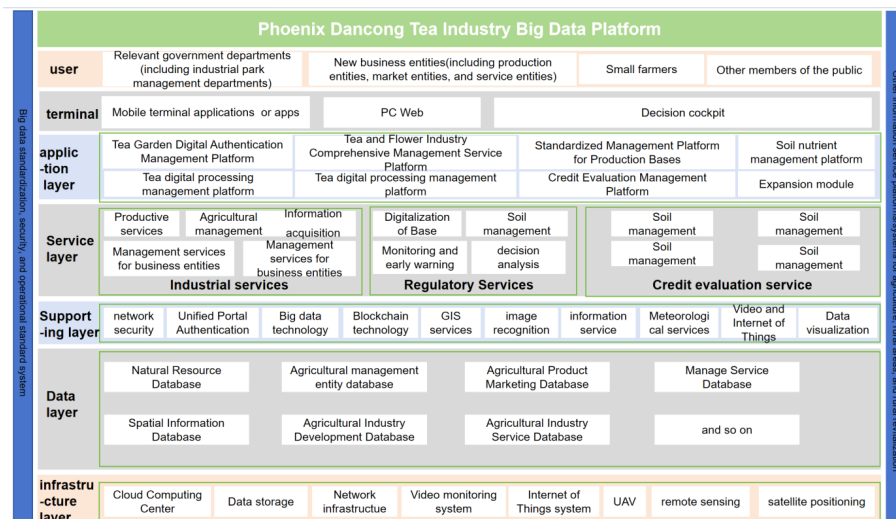 Phoenix Dancong Tea Industry Big Data Platform
user
Relevant government departments
(including industrial park
management departments)
New business entities(including production
entities, market entities, and service entities)
Small farmers
Other members of the public
terminal
Mobile terminal applications or apps
PC Web
Decision cockpit
applic
-tion
layer
Tea Garden Digital Authentication
Management Platform
Tea and Flower Industry
Comprehensive Management Service
Platform
Standardized Management Platform
for Production Bases
Soil nutrient
management platform
Tea digital processing
management platform
Tea digital processing management
platform
Credit Evaluation Management
Platform
Expansion module
Service
layer
Productive
services
Agricultural
management
Information
acquisition
Management services
for business entities
Management
services for
business entities
Industrial services
Digitalization
of Base
Soil
management
Monitoring and
early warning
decision
analysis
Regulatory Services
Soil
management
Soil
management
Soil
management
Soil
management
Credit evaluation service
Support
-ing layer
network
security
Unified Portal
Authentication
Big data
technology
Blockchain
technology
GIS
services
image
recognition
information
service
Meteorologi
cal services
Video and
Internet of
Things
Data
visualization
Data
layer
Natural Resource
Database
Agricultural management
entity database
Agricultural Product
Marketing Database
Manage Service
Database
Spatial Information
Database
Agricultural Industry
Development Database
Agricultural Industry
Service Database
and so on
infrastru
-cture
layer
Cloud Computing
Center
Data storage
Network
infrastructue
Video monitoring
system
Internet of
Things system
UAV
remote sensing
satellite positioning
Big data standardization, security, and operational standard system